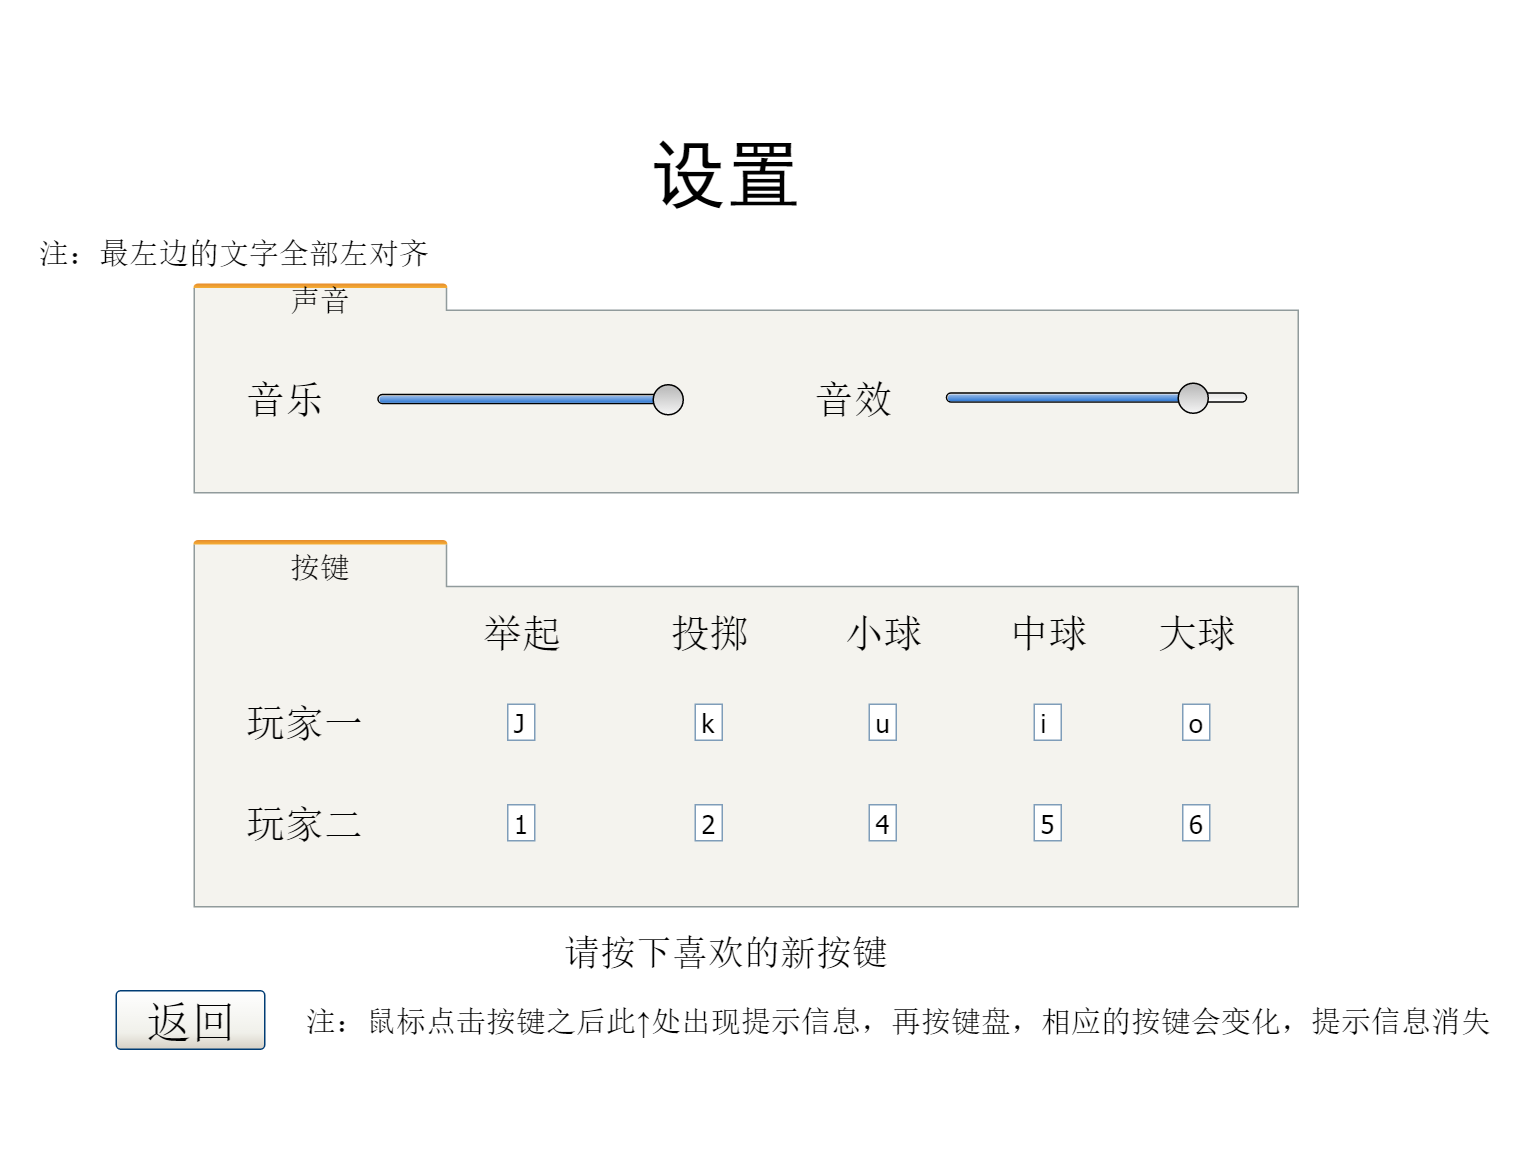 设置
注：最左边的文字全部左对齐
声音
音乐 音效
按键
举起 投掷 小球 中球 大球
玩家一 J k u i o
玩家二 1 2 4 5 6
请按下喜欢的新按键
返回 注：鼠标点击按键之后此↑处出现提示信息，再按键盘，相应的按键会变化，提示信息消失